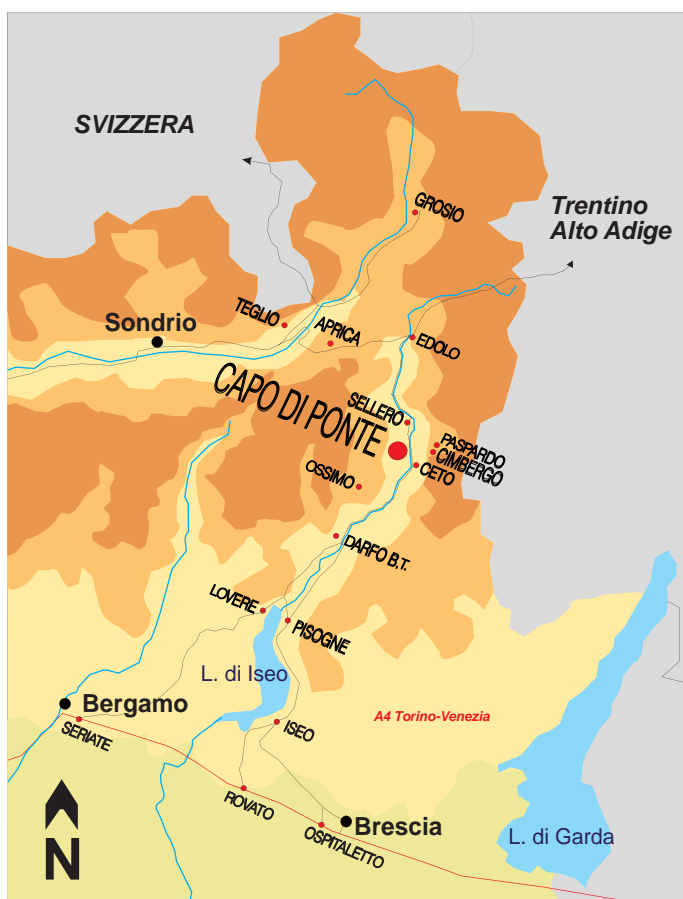 SVIZZERA
GROSIO
Trentino
Alto Adige
TEGLIO
Sondrio
APRICA
EDOLO
CAPO DI PONTE
SELLERO
PASPARDO
CIMBERGO
CETO
OSSIMO
DARFO B.T.
LOVERE
PISOGNE
L. di Iseo
Bergamo
A4 Torino-Venezia
SERIATE
ISEO
ROVATO
OSPITALETTO
Brescia
L. di Garda
N